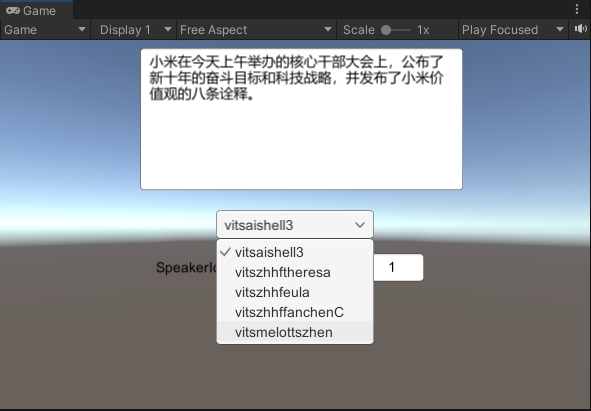 Game
Game
Display 1
Free Aspect
Scale
1x
Play Focused
小米在今天上午举办的核心干部大会上，公布了
新十年的奋斗目标和科技战略，并发布了小米价
值观的八条诠释。
vitsaishell3
vitsaishell3
SpeakerId
1
vitszhhftheresa
vitszhhfeula
vitszhhffanchenC
vitsmelottszhen